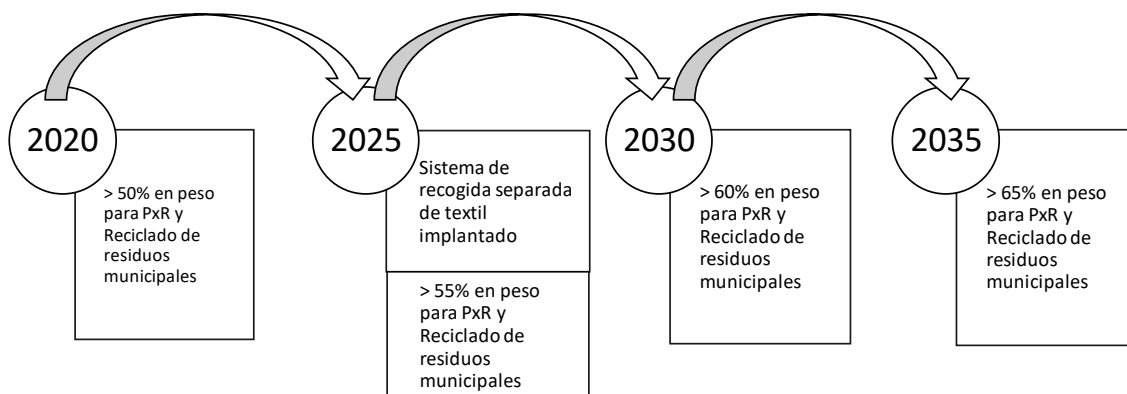 2020
> 50% en peso
para PxR y
Reciclado de
residuos
municipales
2025
Sistema de
recogida separada
de textil
implantado
> 55% en peso
para PxR y
Reciclado de
residuos
municipales
2030
> 60% en peso
para PxR y
Reciclado de
residuos
municipales
2035
> 65% en peso
para PxR y
Reciclado de
residuos
municipales